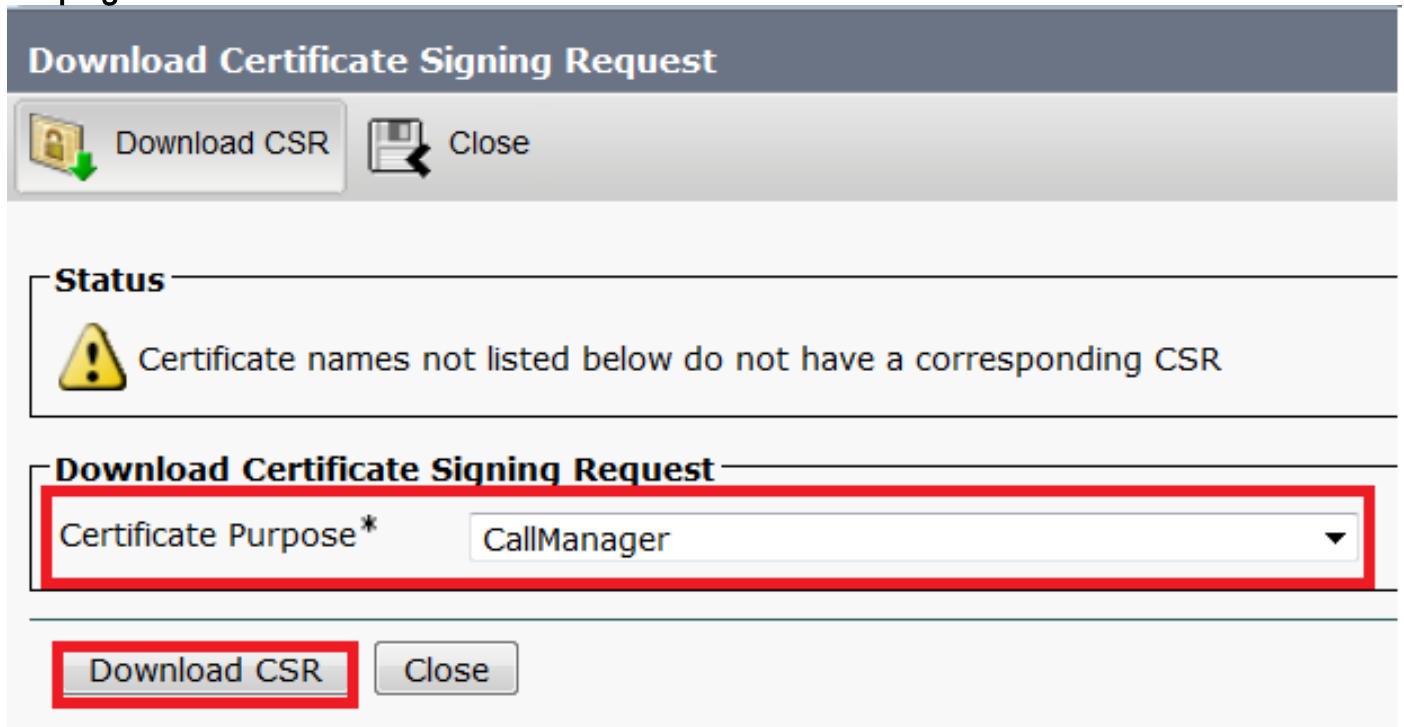 Download Certificate Signing Request
Download CSR Close
Status
Certificate names not listed below do not have a corresponding CSR
Download Certificate Signing Request
Certificate Purpose* CallManager
Download CSR Close